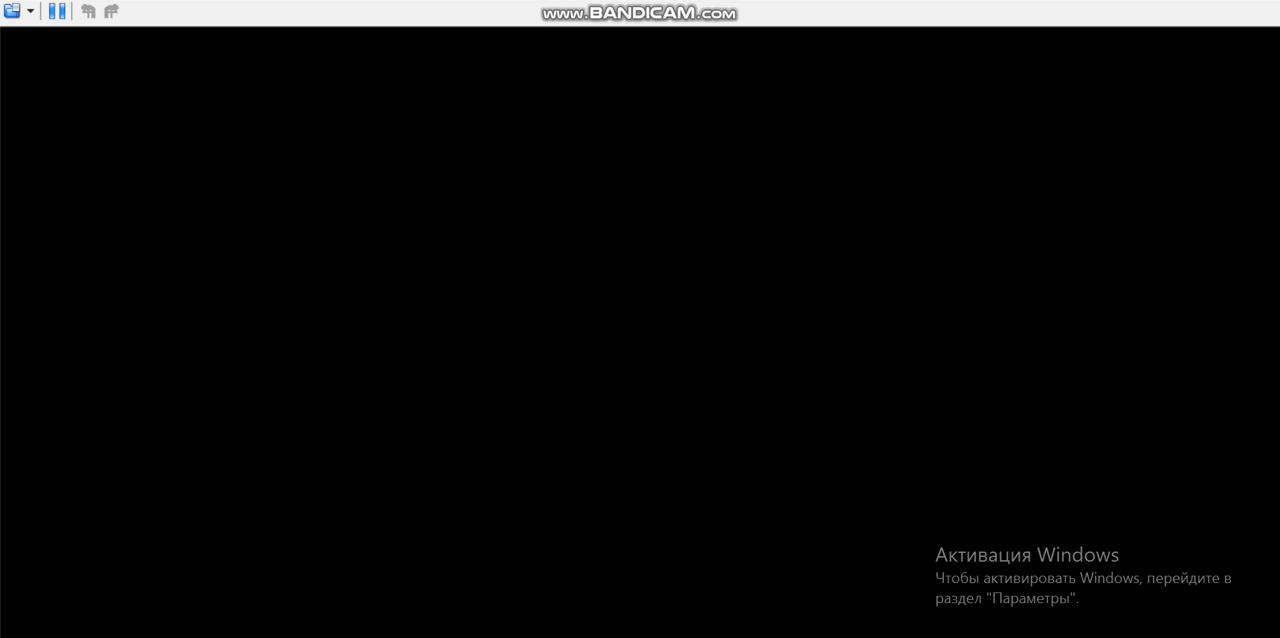 www.BANDICAM.com
Активация Windows
Чтобы активировать Windows, перейдите в
раздел "Параметры".